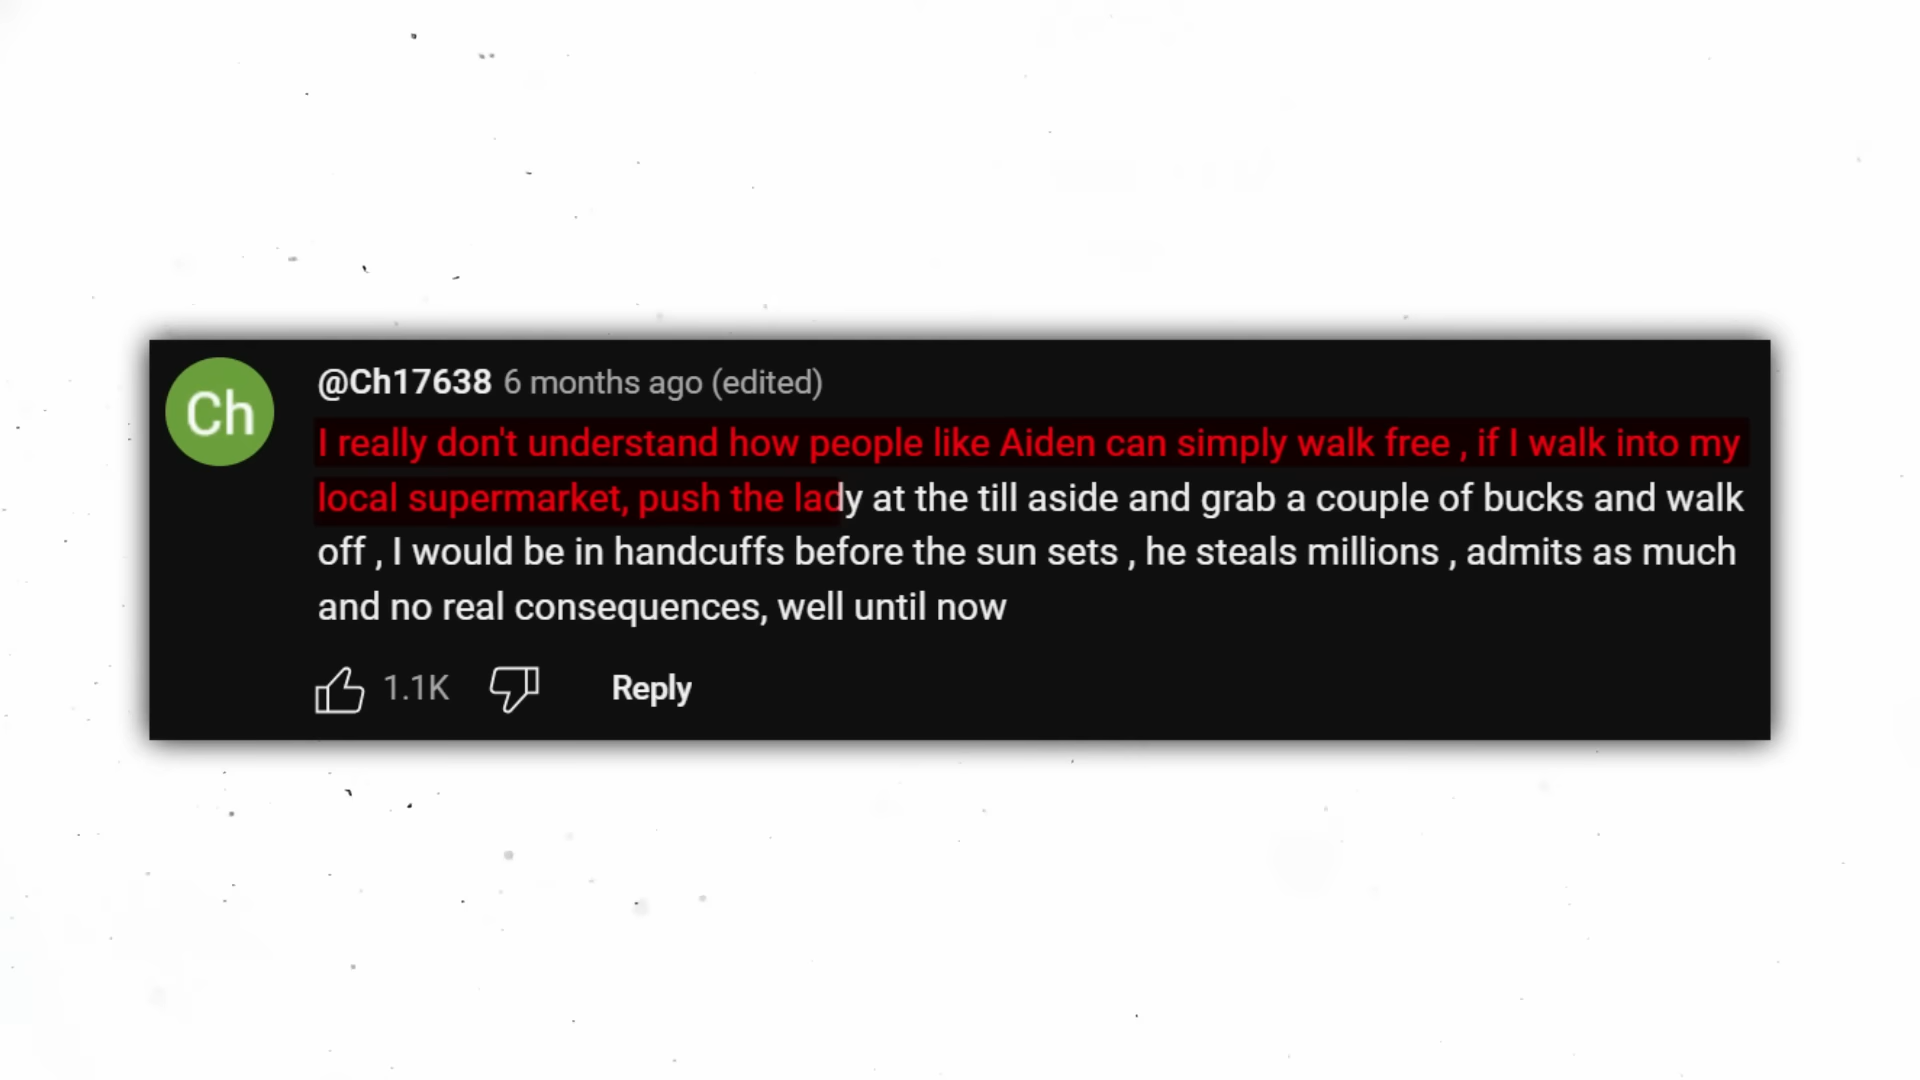 Ch
@Ch17638 6 months ago (edited)
I really don't understand how people like Aiden can simply walk free , if I walk into my
local supermarket, push the lady at the till aside and grab a couple of bucks and walk
off , I would be in handcuffs before the sun sets , he steals millions , admits as much
and no real consequences, well until now
1.1K Reply